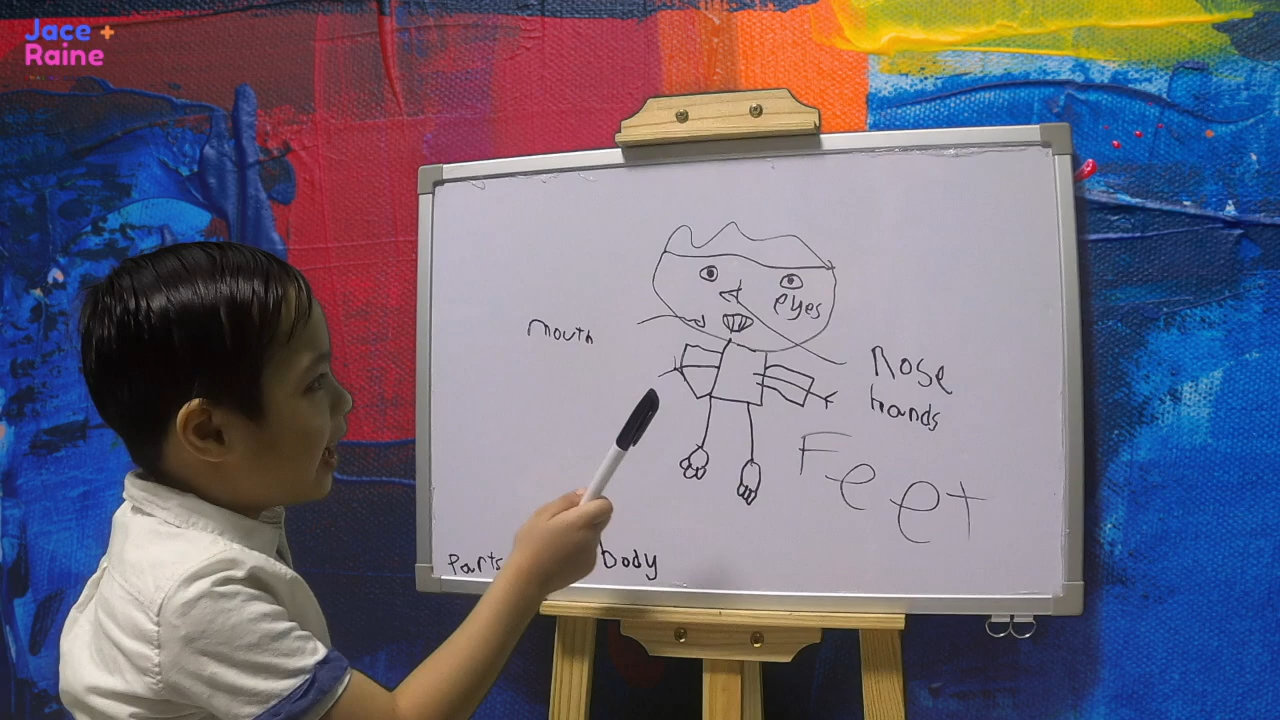 Jace +
Raine
eyes
mouth
Nose
hands
Feet
Parts body